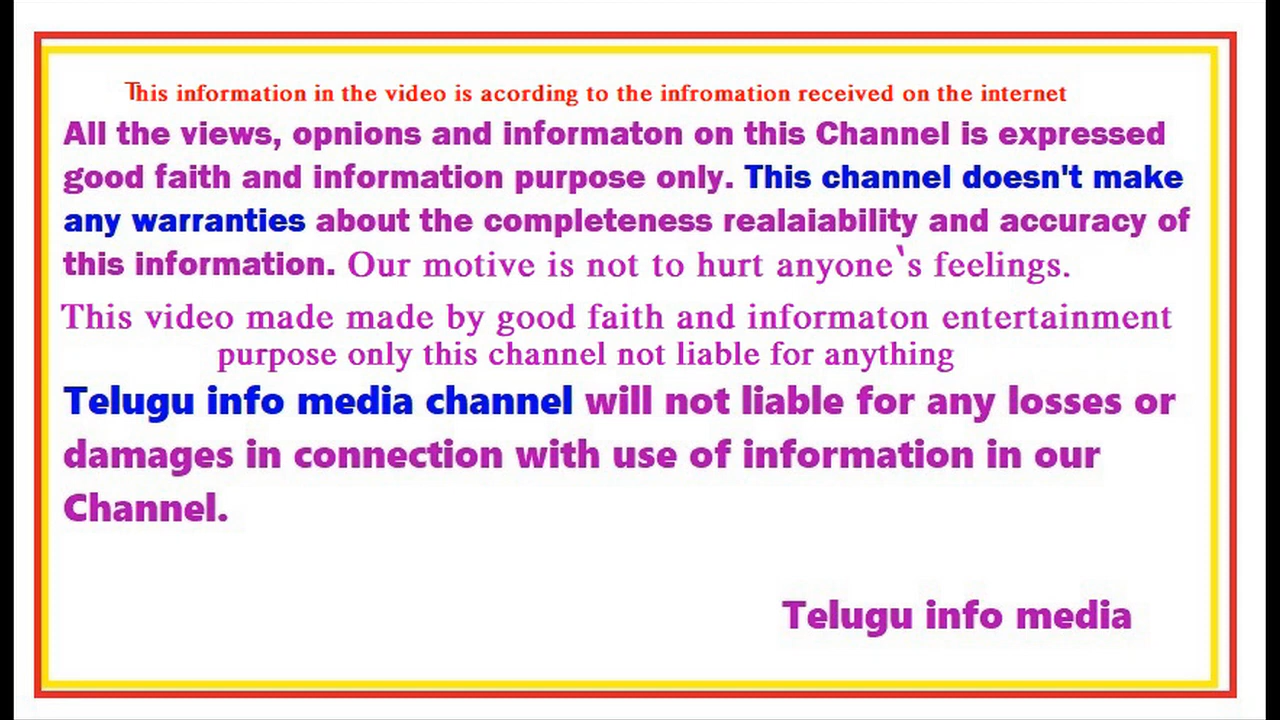 This information in the video is acording to the infromation received on the internet
All the views, opnions and informaton on this Channel is expressed
good faith and information purpose only. This channel doesn't make
any warranties about the completeness realaiability and accuracy of
this information. Our motive is not to hurt anyone`s feelings.
This video made made by good faith and informaton entertainment
purpose only this channel not liable for anything
Telugu info media channel will not liable for any losses or
damages in connection with use of information in our
Channel.
Telugu info media